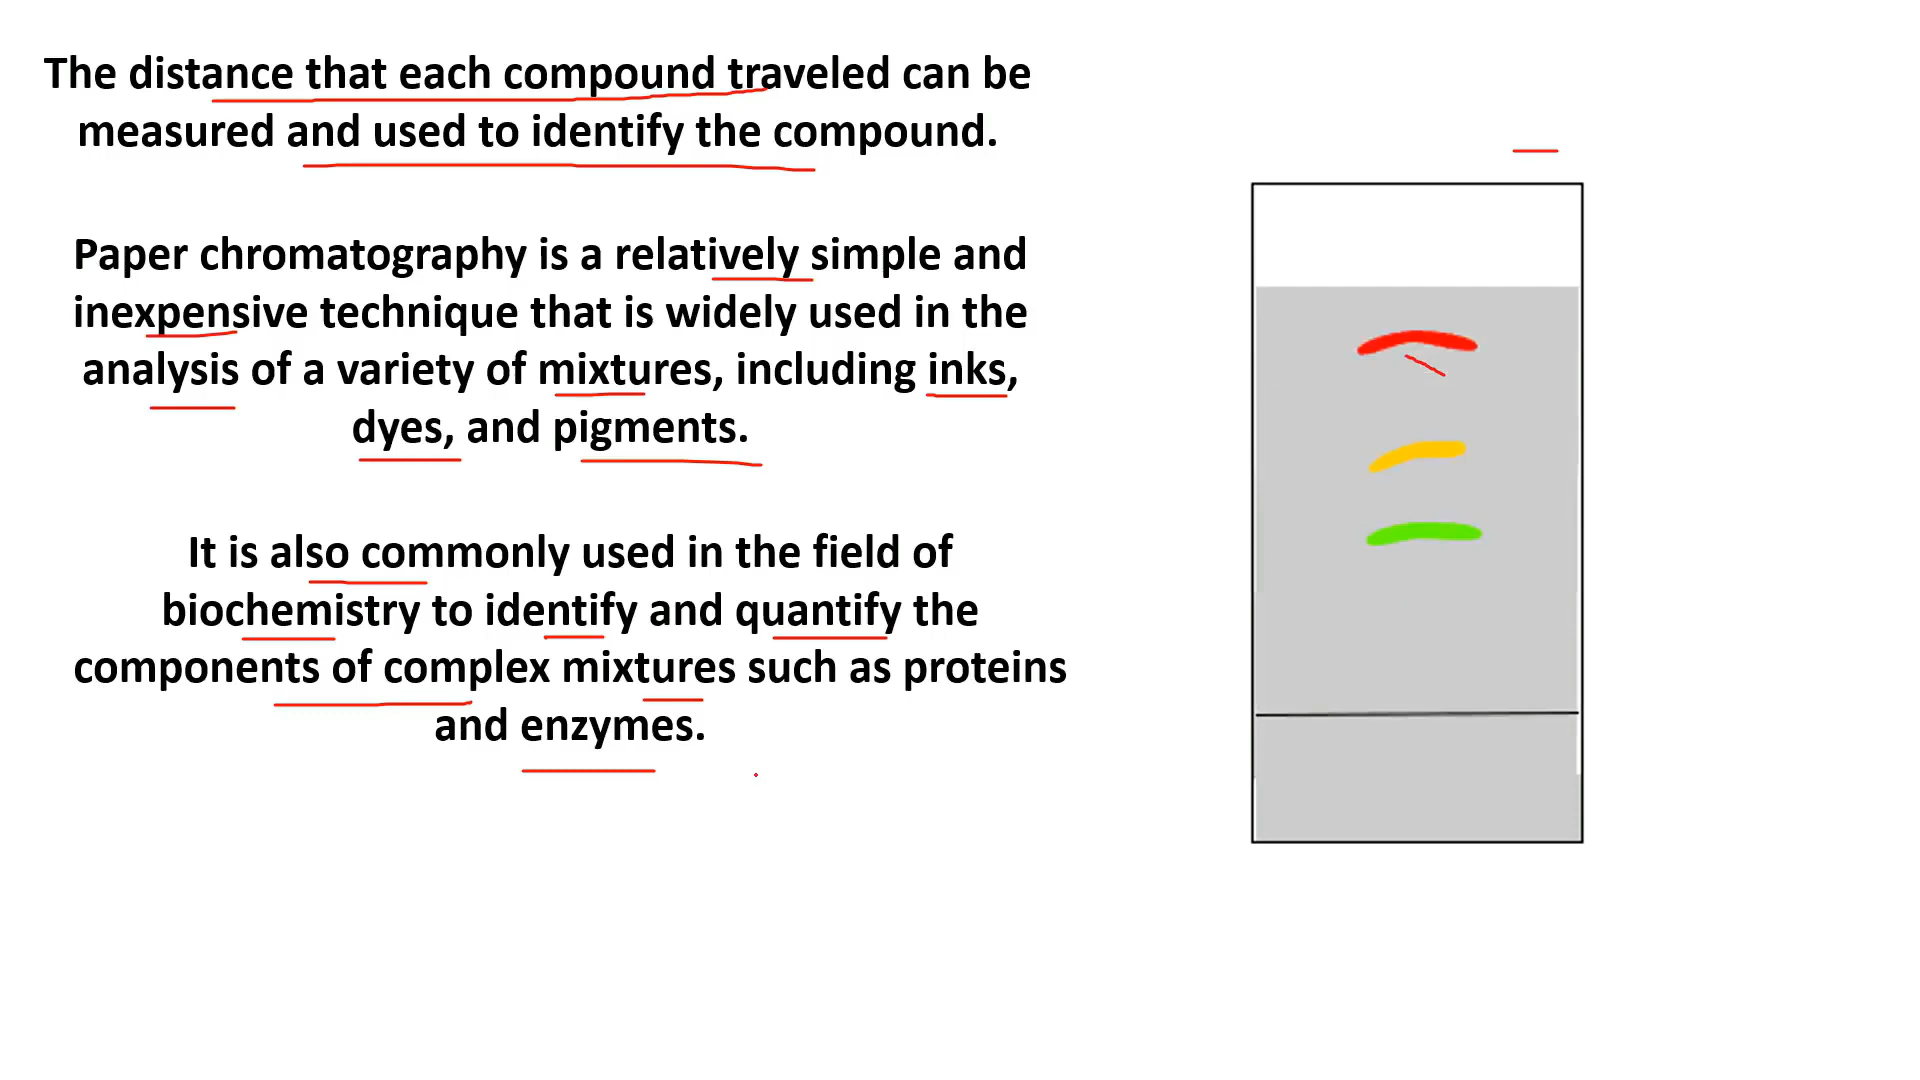 The distance that each compound traveled can be
measured and used to identify the compound.
Paper chromatography is a relatively simple and
inexpensive technique that is widely used in the
analysis of a variety of mixtures, including inks,
dyes, and pigments.
It is also commonly used in the field of
biochemistry to identify and quantify the
components of complex mixtures such as proteins
and enzymes.